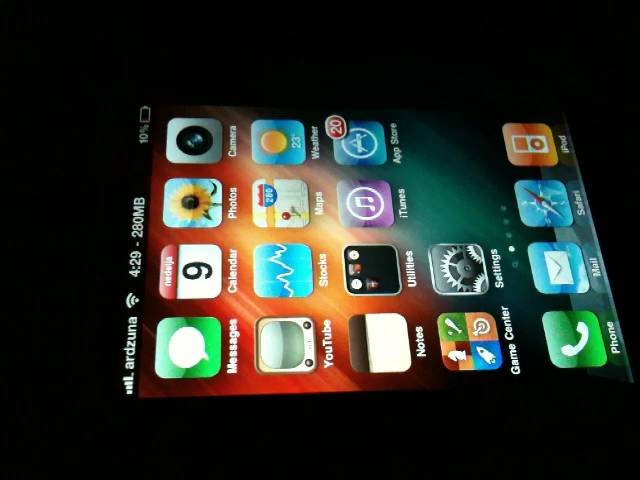 ardzuna 4:29 - 280MB 10%
nedelja
9 23° 280 20
Messages Calendar Photos Camera
YouTube Stocks Maps Weather
Notes Utilities iTunes App Store
Game Center Settings
Phone Mail Safari iPod